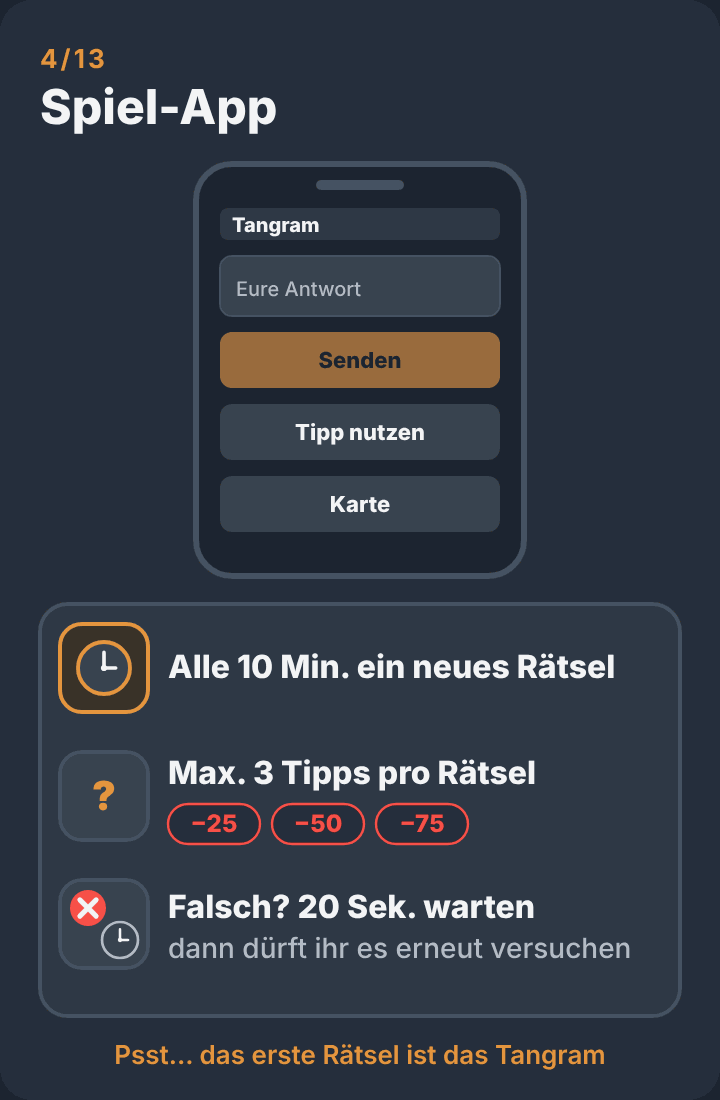 4/13
Spiel-App
Tangram
Eure Antwort
Senden
Tipp nutzen
Karte
Alle 10 Min. ein neues Rätsel
?
Max. 3 Tipps pro Rätsel
−25 −50 −75
Falsch? 20 Sek. warten
dann dürft ihr es erneut versuchen
Psst... das erste Rätsel ist das Tangram